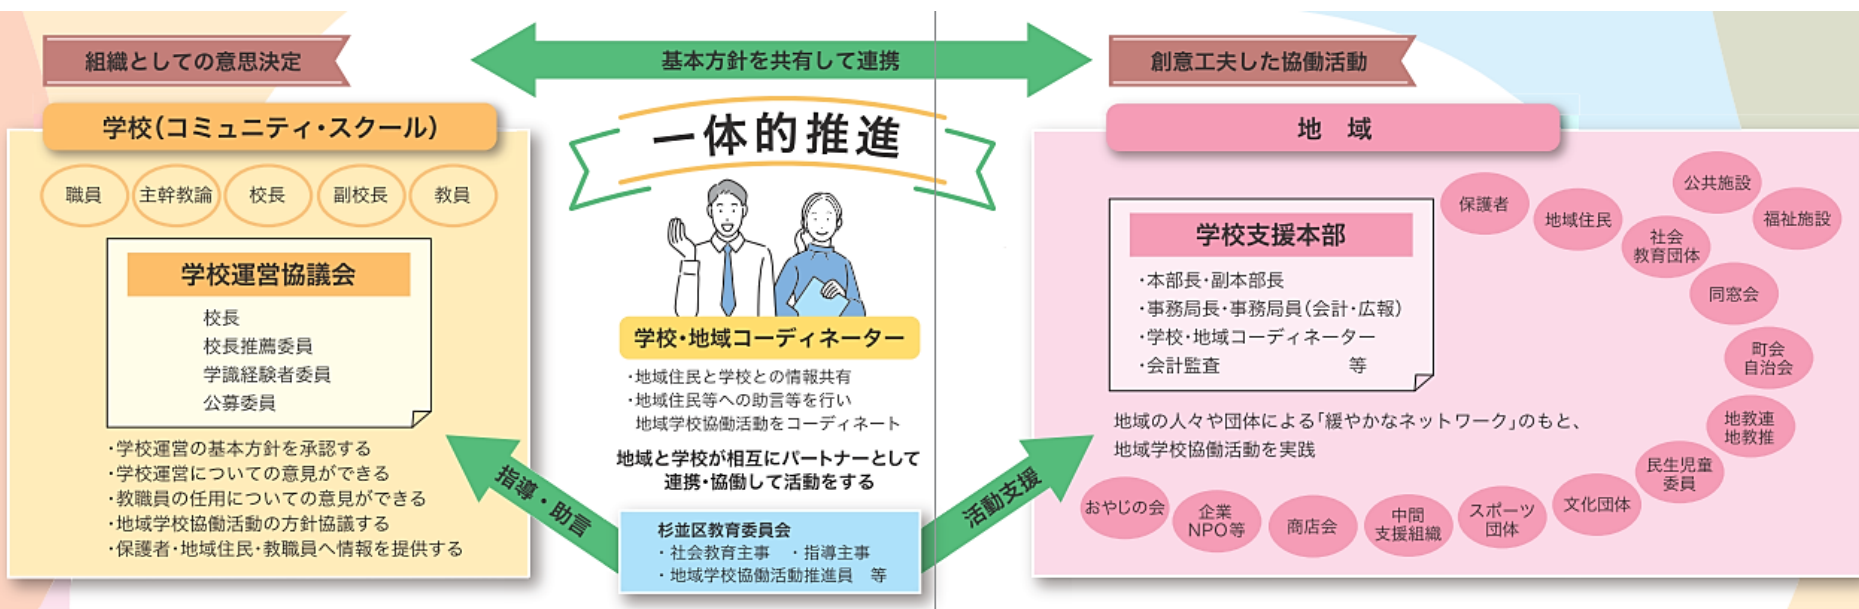 組織としての意思決定
基本方針を共有して連携
創意工夫した協働活動
学校(コミュニティ・スクール)
職員
主幹教諭
校長
副校長
教員
学校運営協議会
校長
校長推薦委員
学識経験者委員
公募委員
・学校運営の基本方針を承認する
・学校運営についての意見ができる
・教職員の任用についての意見ができる
・地域学校協働活動の方針協議する
・保護者・地域住民・教職員へ情報を提供する
一体的推進
学校・地域コーディネーター
・地域住民と学校との情報共有
・地域住民等への助言等を行い
地域学校協働活動をコーディネート
地域と学校が相互にパートナーとして
連携・協働して活動をする
指導・助言
活動支援
杉並区教育委員会
・社会教育主事 ・指導主事
・地域学校協働活動推進員 等
地 域
学校支援本部
・本部長・副本部長
・事務局長・事務局員(会計・広報)
・学校・地域コーディネーター
・会計監査 等
地域の人々や団体による「緩やかなネットワーク」のもと、
地域学校協働活動を実践
保護者
地域住民
公共施設
福祉施設
社会
教育団体
同窓会
町会
自治会
地教連
地教推
民生児童
委員
文化団体
スポーツ
団体
中間
支援組織
商店会
企業
NPO等
おやじの会